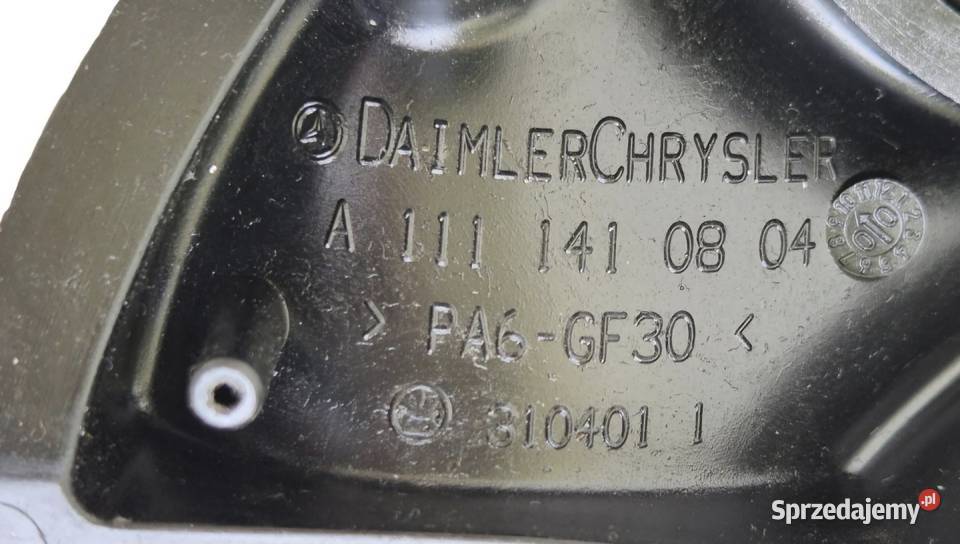 DAIMLERCHRYSLER
A 111 141 08 04
> PA6-GF30 <
310401 1
Sprzedajemy.pl